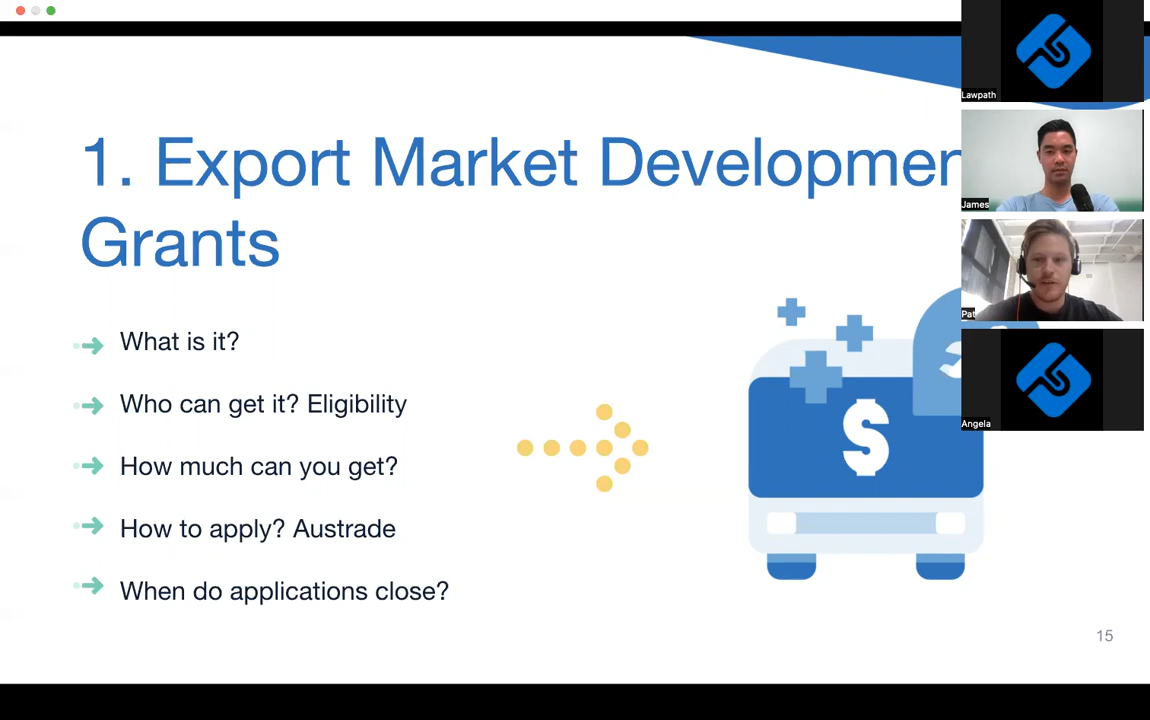 1. Export Market Developmen
Grants
What is it?
Who can get it? Eligibility
How much can you get?
How to apply? Austrade
When do applications close?
$
15
Lawpath
James
Pat
Angela